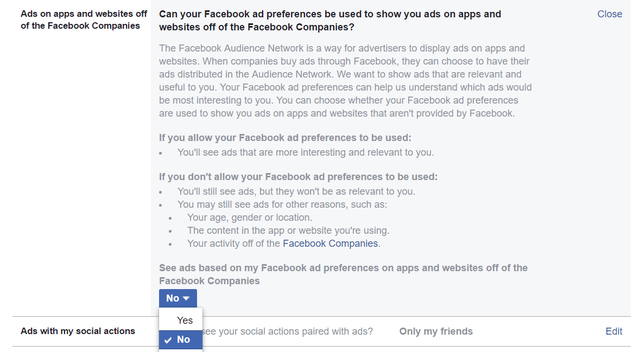 Ads on apps and websites off
of the Facebook Companies
Can your Facebook ad preferences be used to show you ads on apps and
websites off of the Facebook Companies?
Close
The Facebook Audience Network is a way for advertisers to display ads on apps and
websites. When companies buy ads through Facebook, they can choose to have their
ads distributed in the Audience Network. We want to show ads that are relevant and
useful to you. Your Facebook ad preferences can help us understand which ads would
be most interesting to you. You can choose whether your Facebook ad preferences
are used to show you ads on apps and websites that aren't provided by Facebook.
If you allow your Facebook ad preferences to be used:
• You'll see ads that are more interesting and relevant to you.
If you don't allow your Facebook ad preferences to be used:
• You'll still see ads, but they won't be as relevant to you.
• You may still see ads for other reasons, such as:
• Your age, gender or location.
• The content in the app or website you're using.
• Your activity off of the Facebook Companies.
See ads based on my Facebook ad preferences on apps and websites off of the
Facebook Companies
No
Yes
No
Ads with my social actions
see your social actions paired with ads?
Only my friends
Edit